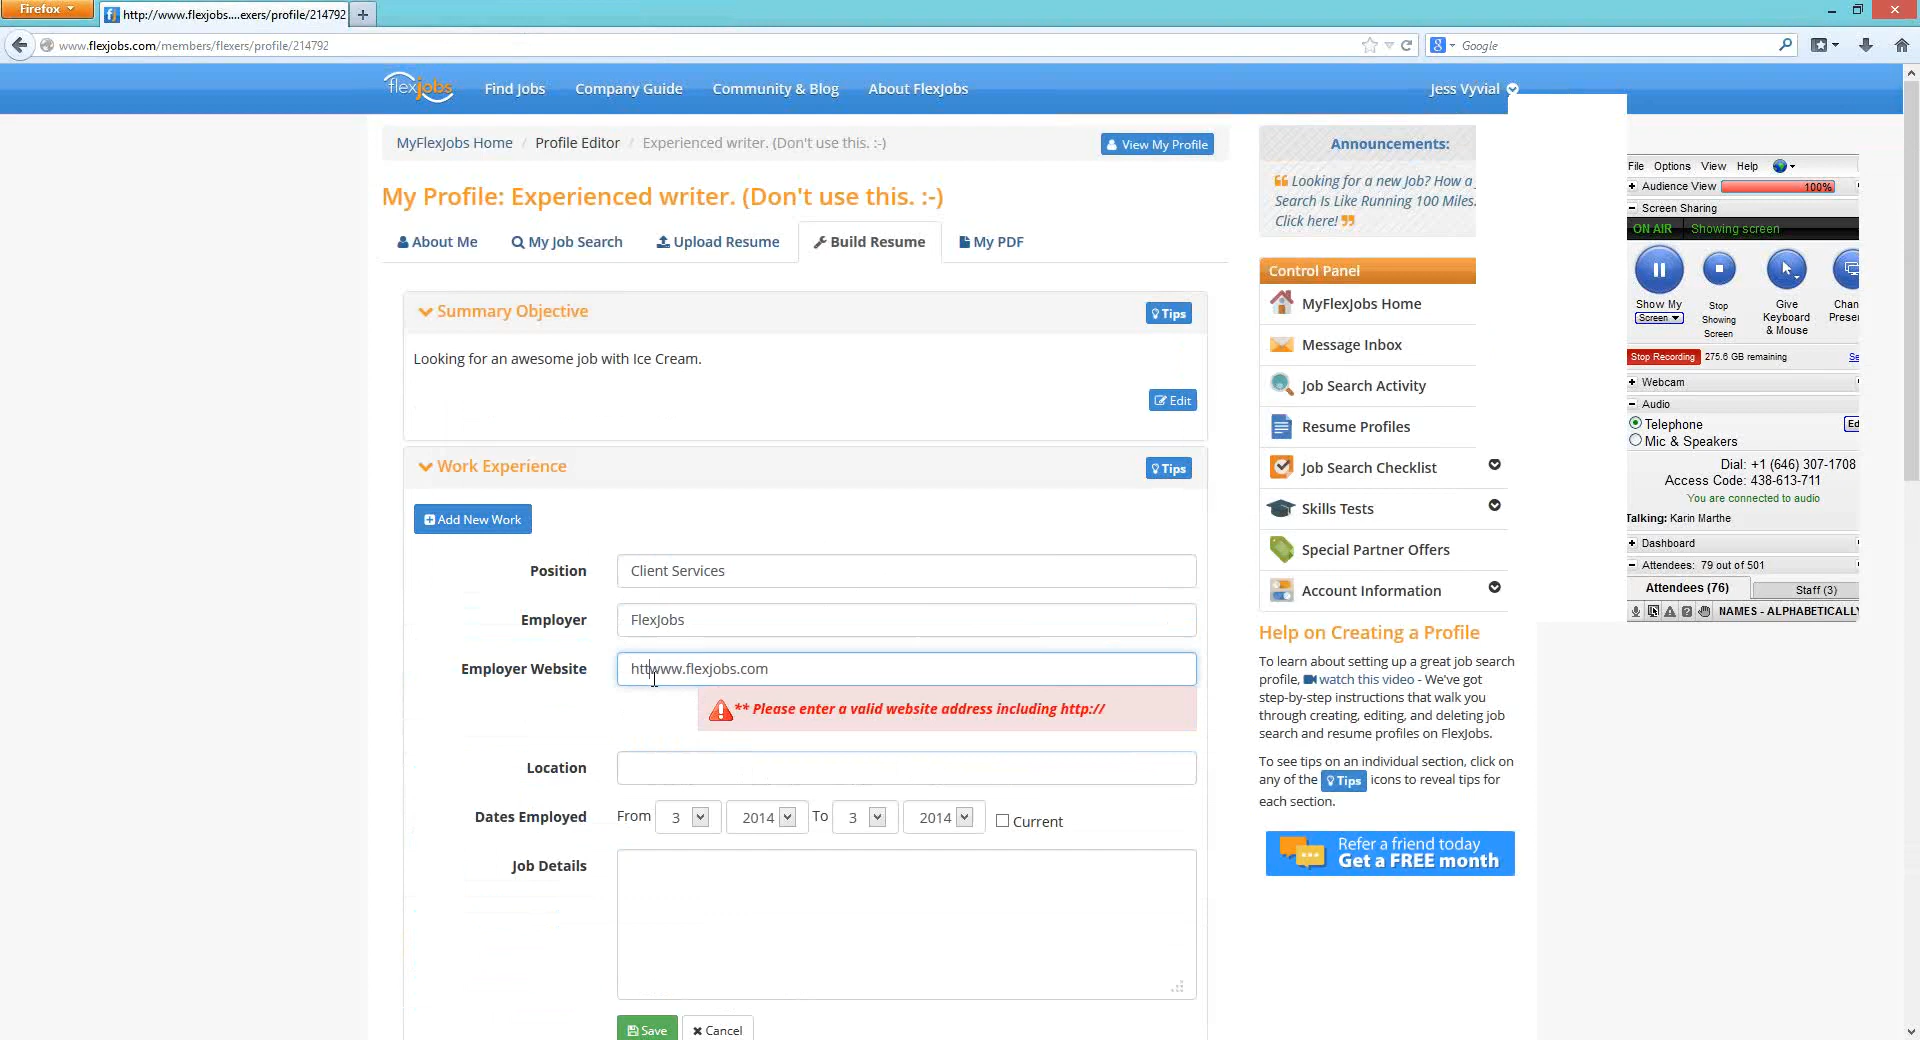 Firefox
http://www.flexjobs....exers/profile/214792
www.flexjobs.com/members/flexers/profile/214792
Google
flexjobs
Find Jobs
Company Guide
Community & Blog
About FlexJobs
Jess Vyvial
MyFlexJobs Home / Profile Editor / Experienced writer. (Don't use this. :-)
View My Profile
My Profile: Experienced writer. (Don't use this. :-)
About Me
My Job Search
Upload Resume
Build Resume
My PDF
Summary Objective
Tips
Looking for an awesome job with Ice Cream.
Edit
Work Experience
Tips
Add New Work
Position
Client Services
Employer
FlexJobs
Employer Website
httwww.flexjobs.com
** Please enter a valid website address including http://
Location
Dates Employed
From 3 2014 To 3 2014 Current
Job Details
Save
Cancel
Announcements:
Looking for a new Job? How a
Search Is Like Running 100 Miles.
Click here!
Control Panel
MyFlexJobs Home
Message Inbox
Job Search Activity
Resume Profiles
Job Search Checklist
Skills Tests
Special Partner Offers
Account Information
Help on Creating a Profile
To learn about setting up a great job search
profile, watch this video - We've got
step-by-step instructions that walk you
through creating, editing, and deleting job
search and resume profiles on FlexJobs.
To see tips on an individual section, click on
any of the Tips icons to reveal tips for
each section.
Refer a friend today
Get a FREE month
File Options View Help
Audience View 100%
Screen Sharing
ON AIR Showing screen
Show My
Screen
Stop
Showing
Screen
Give
Keyboard
& Mouse
Chan
Prese
Stop Recording 275.6 GB remaining Se
Webcam
Audio
Telephone Ed
Mic & Speakers
Dial: +1 (646) 307-1708
Access Code: 438-613-711
You are connected to audio
Talking: Karin Marthe
Dashboard
Attendees: 79 out of 501
Attendees (76)
Staff (3)
NAMES - ALPHABETICALLY